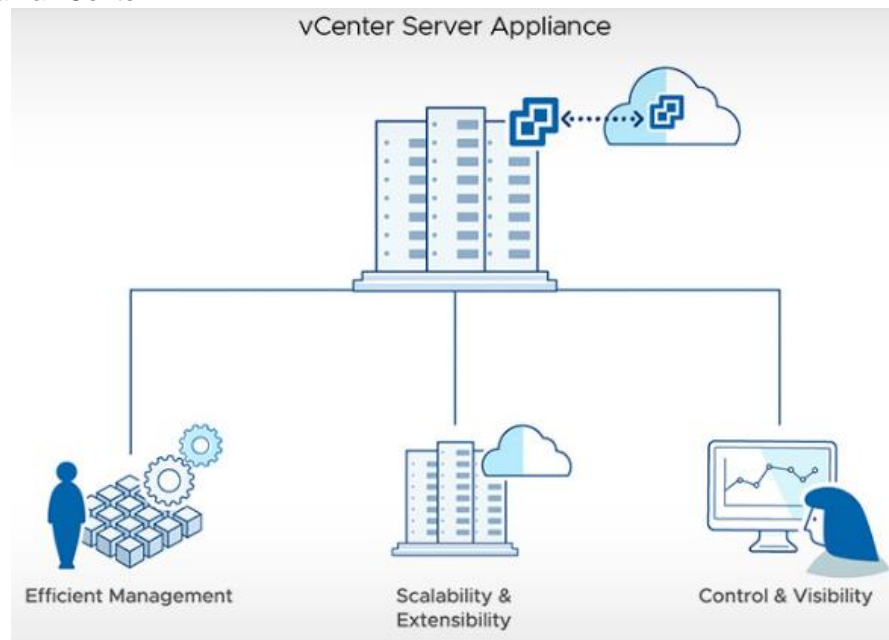 vCenter Server Appliance
Efficient Management
Scalability &
Extensibility
Control & Visibility